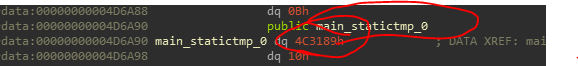 data:00000000004D6A88 dq 0Bh
data:00000000004D6A90 public main_statictmp_0
data:00000000004D6A90 main_statictmp_0 dq 4C3189h ; DATA XREF: mai
data:00000000004D6A98 dq 10h